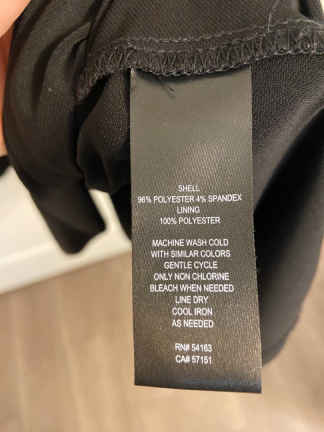 SHELL
96% POLYESTER 4% SPANDEX
LINING
100% POLYESTER
MACHINE WASH COLD
WITH SIMILAR COLORS
GENTLE CYCLE
ONLY NON CHLORINE
BLEACH WHEN NEEDED
LINE DRY
COOL IRON
AS NEEDED
RN# 54163
CA# 57151